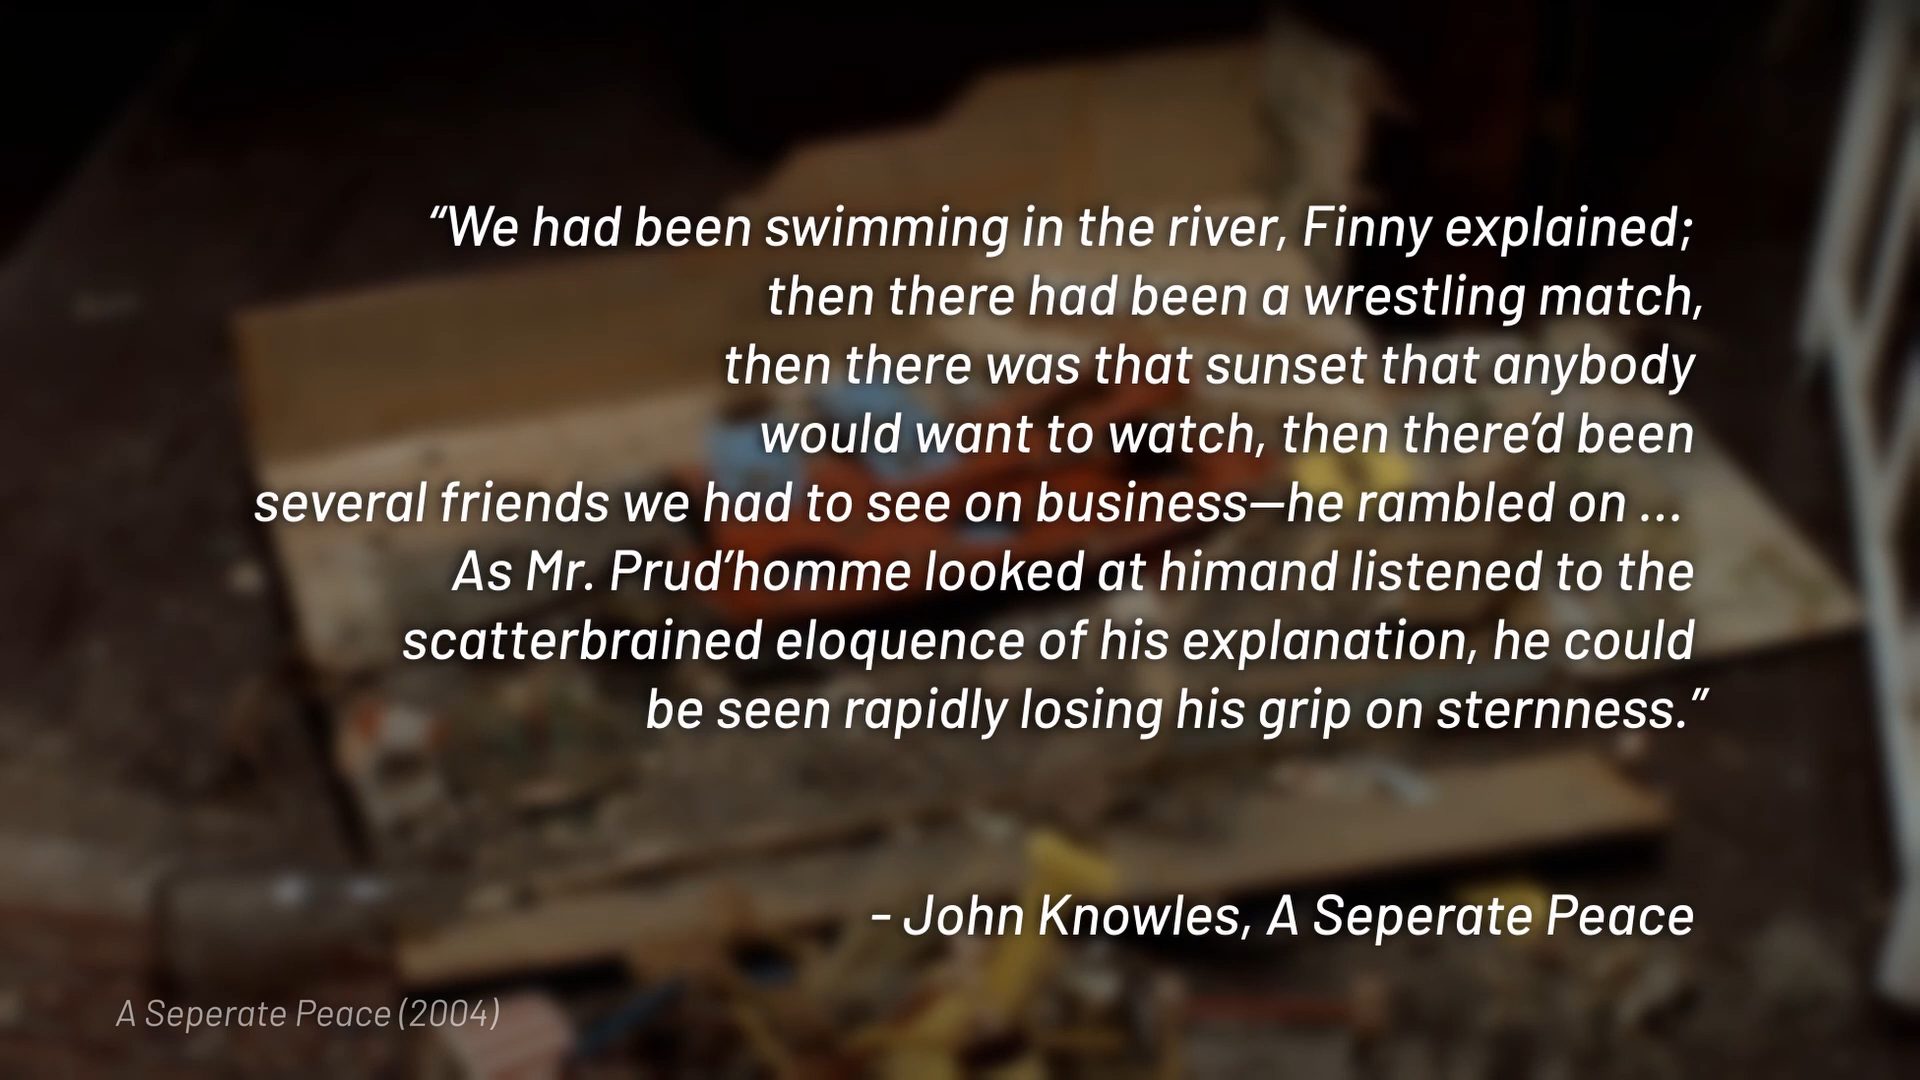 “We had been swimming in the river, Finny explained;
then there had been a wrestling match,
then there was that sunset that anybody
would want to watch, then there’d been
several friends we had to see on business—he rambled on ...
As Mr. Prud’homme looked at himand listened to the
scatterbrained eloquence of his explanation, he could
be seen rapidly losing his grip on sternness.”
- John Knowles, A Seperate Peace
A Seperate Peace (2004)